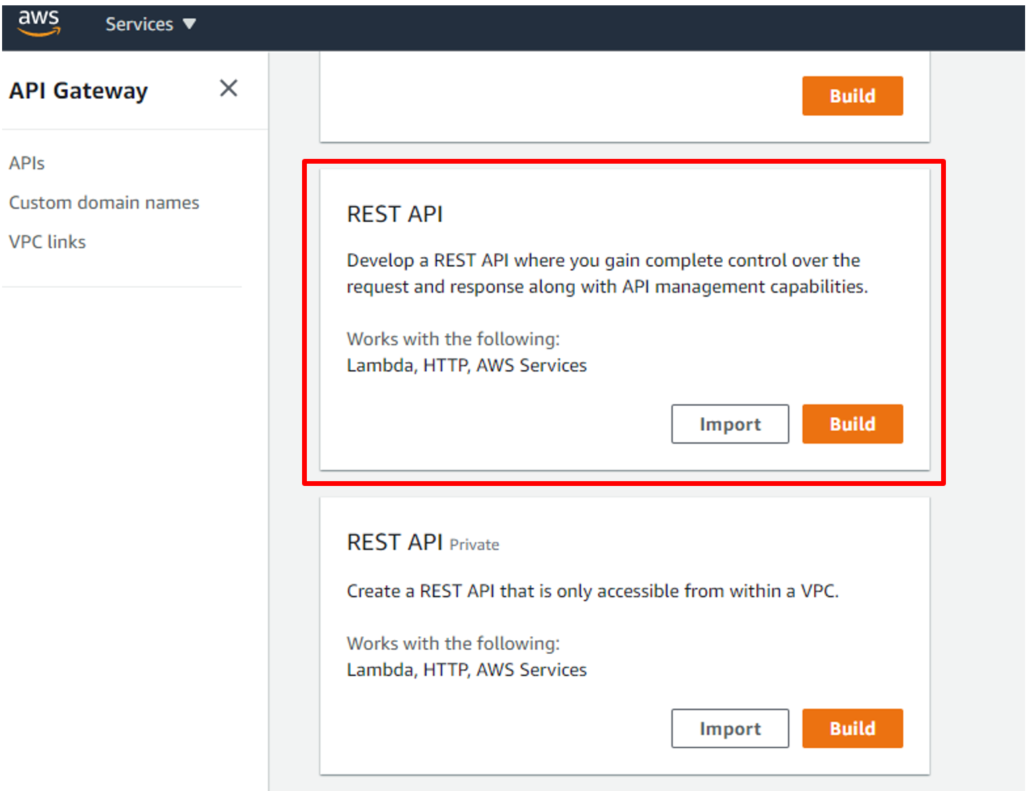 aws
Services ▼
API Gateway
APIs
Custom domain names
VPC links
Build
REST API
Develop a REST API where you gain complete control over the
request and response along with API management capabilities.
Works with the following:
Lambda, HTTP, AWS Services
Import
Build
REST API Private
Create a REST API that is only accessible from within a VPC.
Works with the following:
Lambda, HTTP, AWS Services
Import
Build